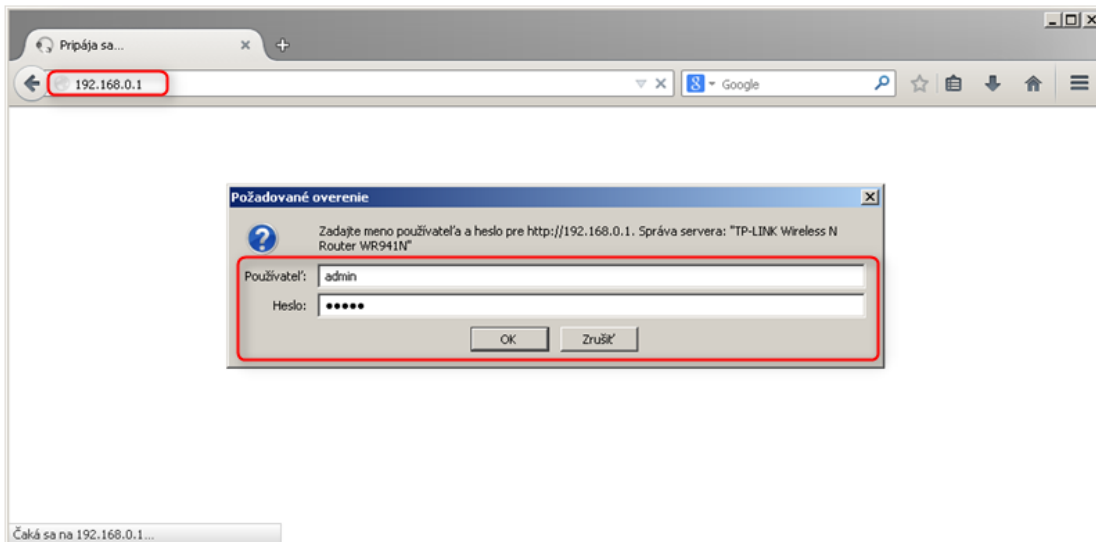 Pripája sa...
192.168.0.1
Google
Požadované overenie
Zadajte meno používateľa a heslo pre http://192.168.0.1. Správa servera: "TP-LINK Wireless N
Router WR941N"
Používateľ: admin
Heslo: •••••
OK Zrušiť
Čaká sa na 192.168.0.1...